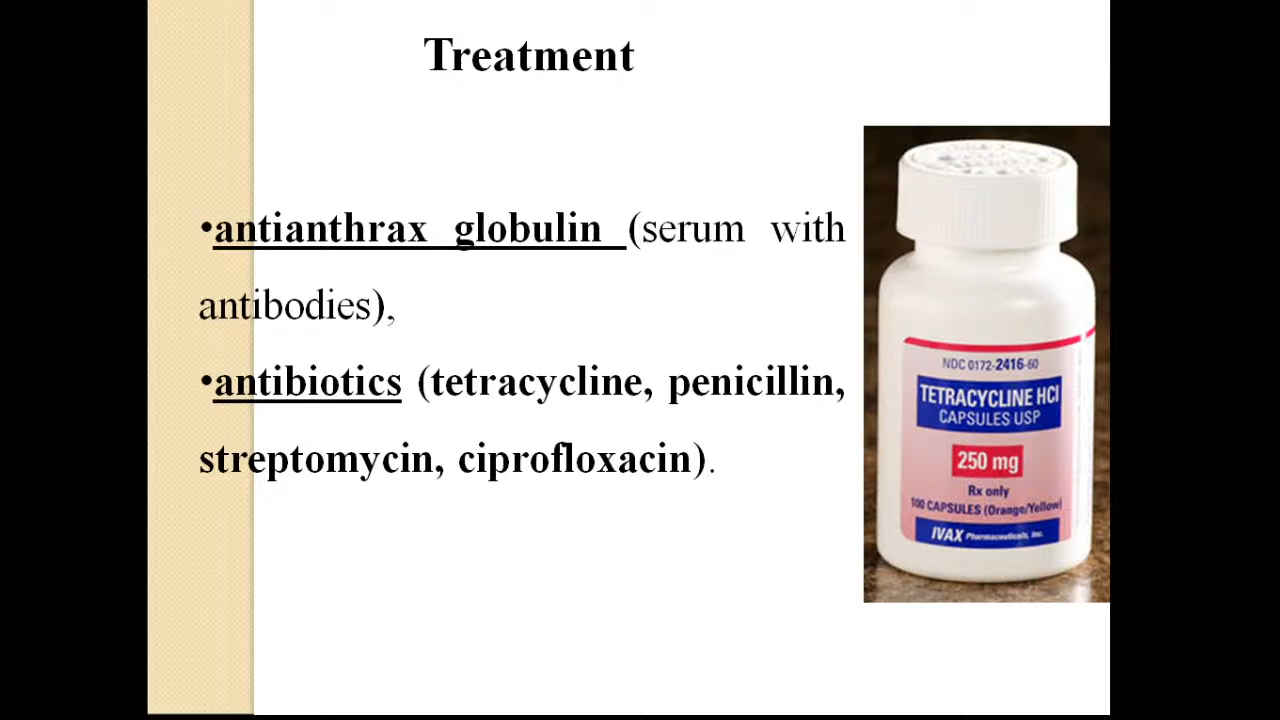 Treatment
•antianthrax globulin (serum with
antibodies),
•antibiotics (tetracycline, penicillin,
streptomycin, ciprofloxacin).
NDC 0172-2416-60
TETRACYCLINE HCl
CAPSULES USP
250 mg
Rx only
100 CAPSULES (Orange/Yellow)
IVAX Pharmaceuticals, Inc.